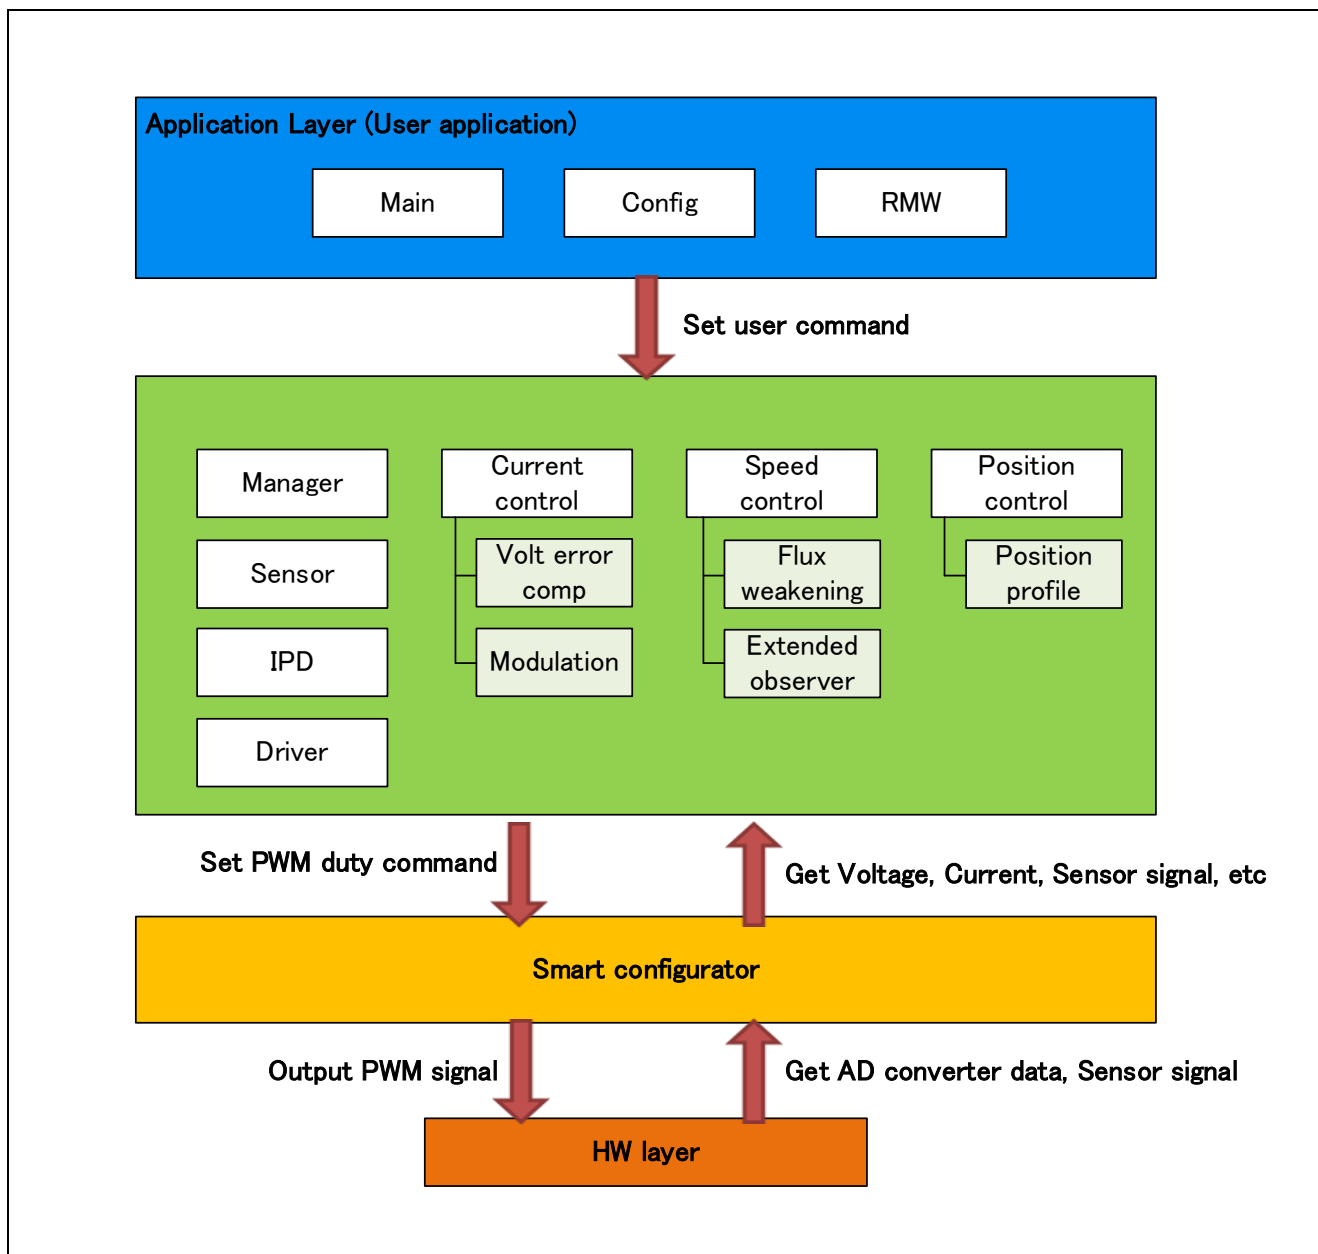 Application Layer (User application)
Main
Config
RMW
Set user command
Manager
Sensor
IPD
Driver
Current
control
Volt error
comp
Modulation
Speed
control
Flux
weakening
Extended
observer
Position
control
Position
profile
Set PWM duty command
Get Voltage, Current, Sensor signal, etc
Smart configurator
Output PWM signal
Get AD converter data, Sensor signal
HW layer